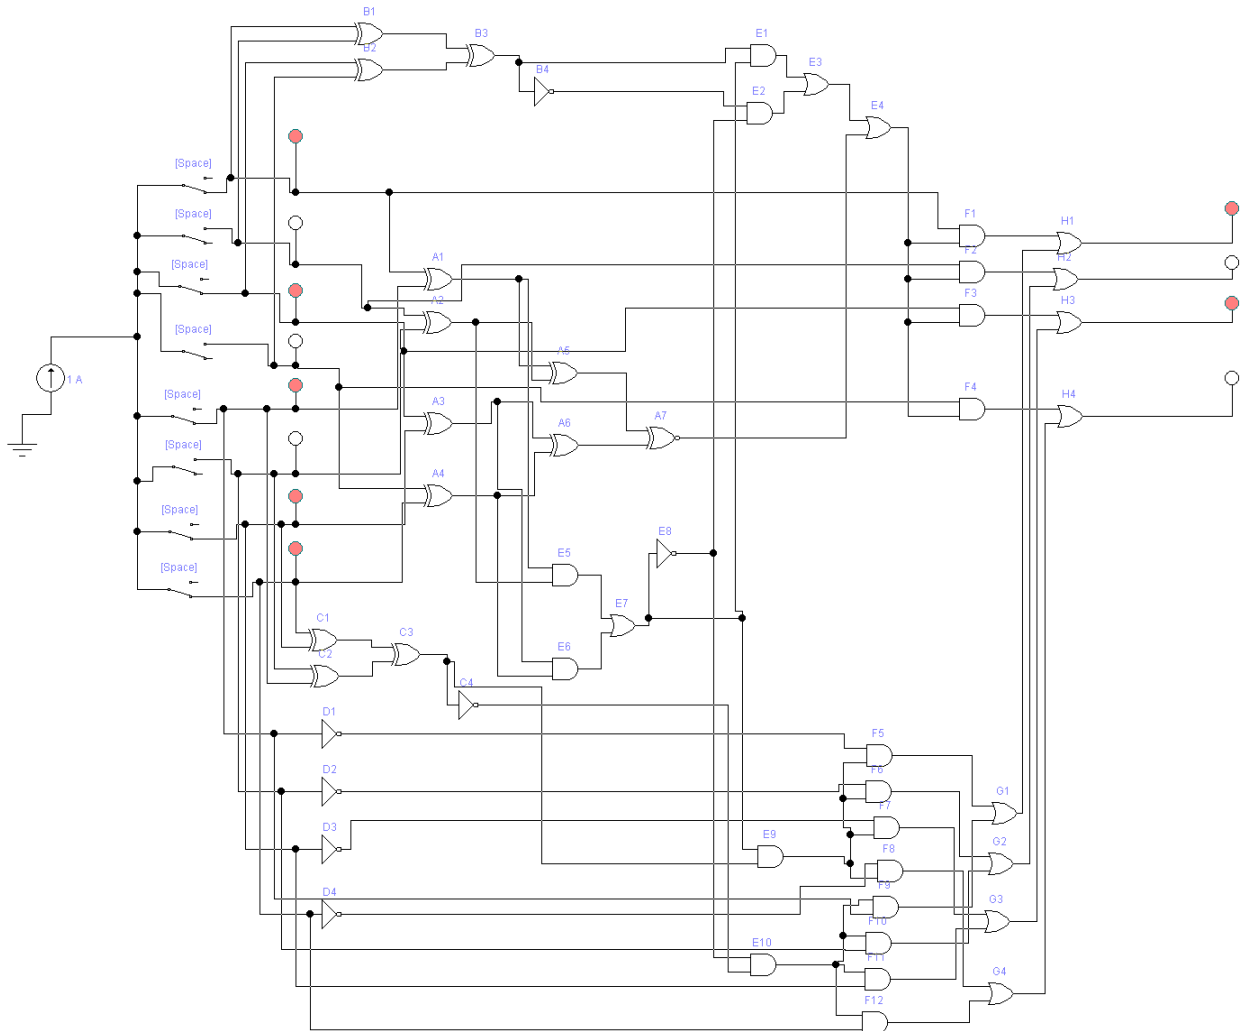 B1
B3
E1
B2
E3
B4
E2
E4
[Space]
[Space]
F1
H1
F2
H2
A1
[Space]
F3
H3
A2
[Space]
A5
1 A
F4
H4
[Space]
A3
A6
A7
[Space]
A4
[Space]
E8
E5
[Space]
E7
C1
C3
E6
C2
C4
D1
F5
D2
F6
G1
F7
D3
E9
G2
F8
F9
D4
G3
F10
E10
F11
G4
F12